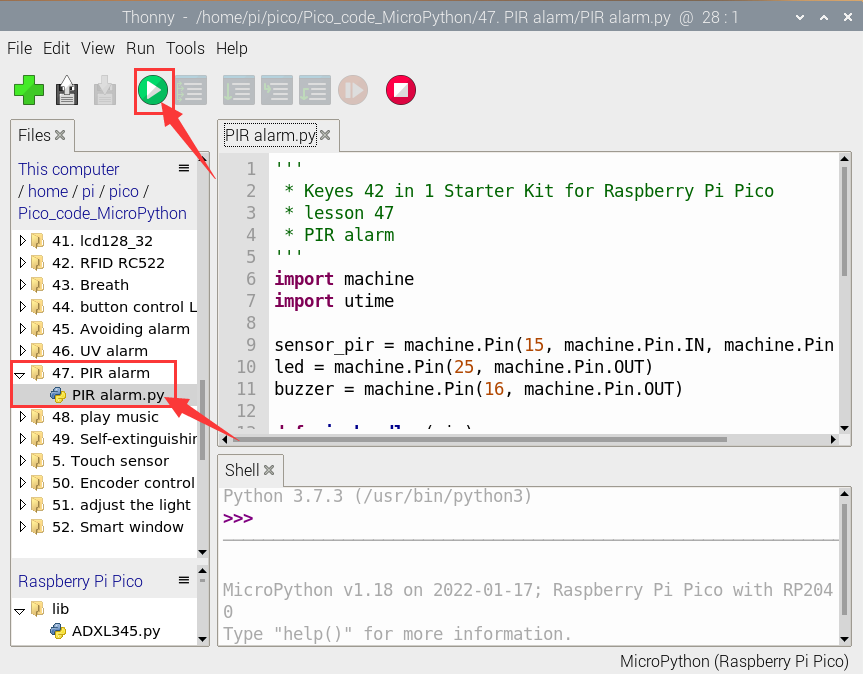 Thonny - /home/pi/pico/Pico_code_MicroPython/47. PIR alarm/PIR alarm.py @ 28 : 1
File Edit View Run Tools Help
Files
This computer
/ home / pi / pico /
Pico_code_MicroPython
41. lcd128_32
42. RFID RC522
43. Breath
44. button control L
45. Avoiding alarm
46. UV alarm
47. PIR alarm
PIR alarm.py
48. play music
49. Self-extinguishin
5. Touch sensor
50. Encoder control
51. adjust the light
52. Smart window
Raspberry Pi Pico
lib
ADXL345.py
PIR alarm.py
1 '''
2 * Keyes 42 in 1 Starter Kit for Raspberry Pi Pico
3 * lesson 47
4 * PIR alarm
5 '''
6 import machine
7 import utime
8
9 sensor_pir = machine.Pin(15, machine.Pin.IN, machine.Pin
10 led = machine.Pin(25, machine.Pin.OUT)
11 buzzer = machine.Pin(16, machine.Pin.OUT)
12
Shell
Python 3.7.3 (/usr/bin/python3)
>>>
MicroPython v1.18 on 2022-01-17; Raspberry Pi Pico with RP204
0
Type "help()" for more information.
MicroPython (Raspberry Pi Pico)